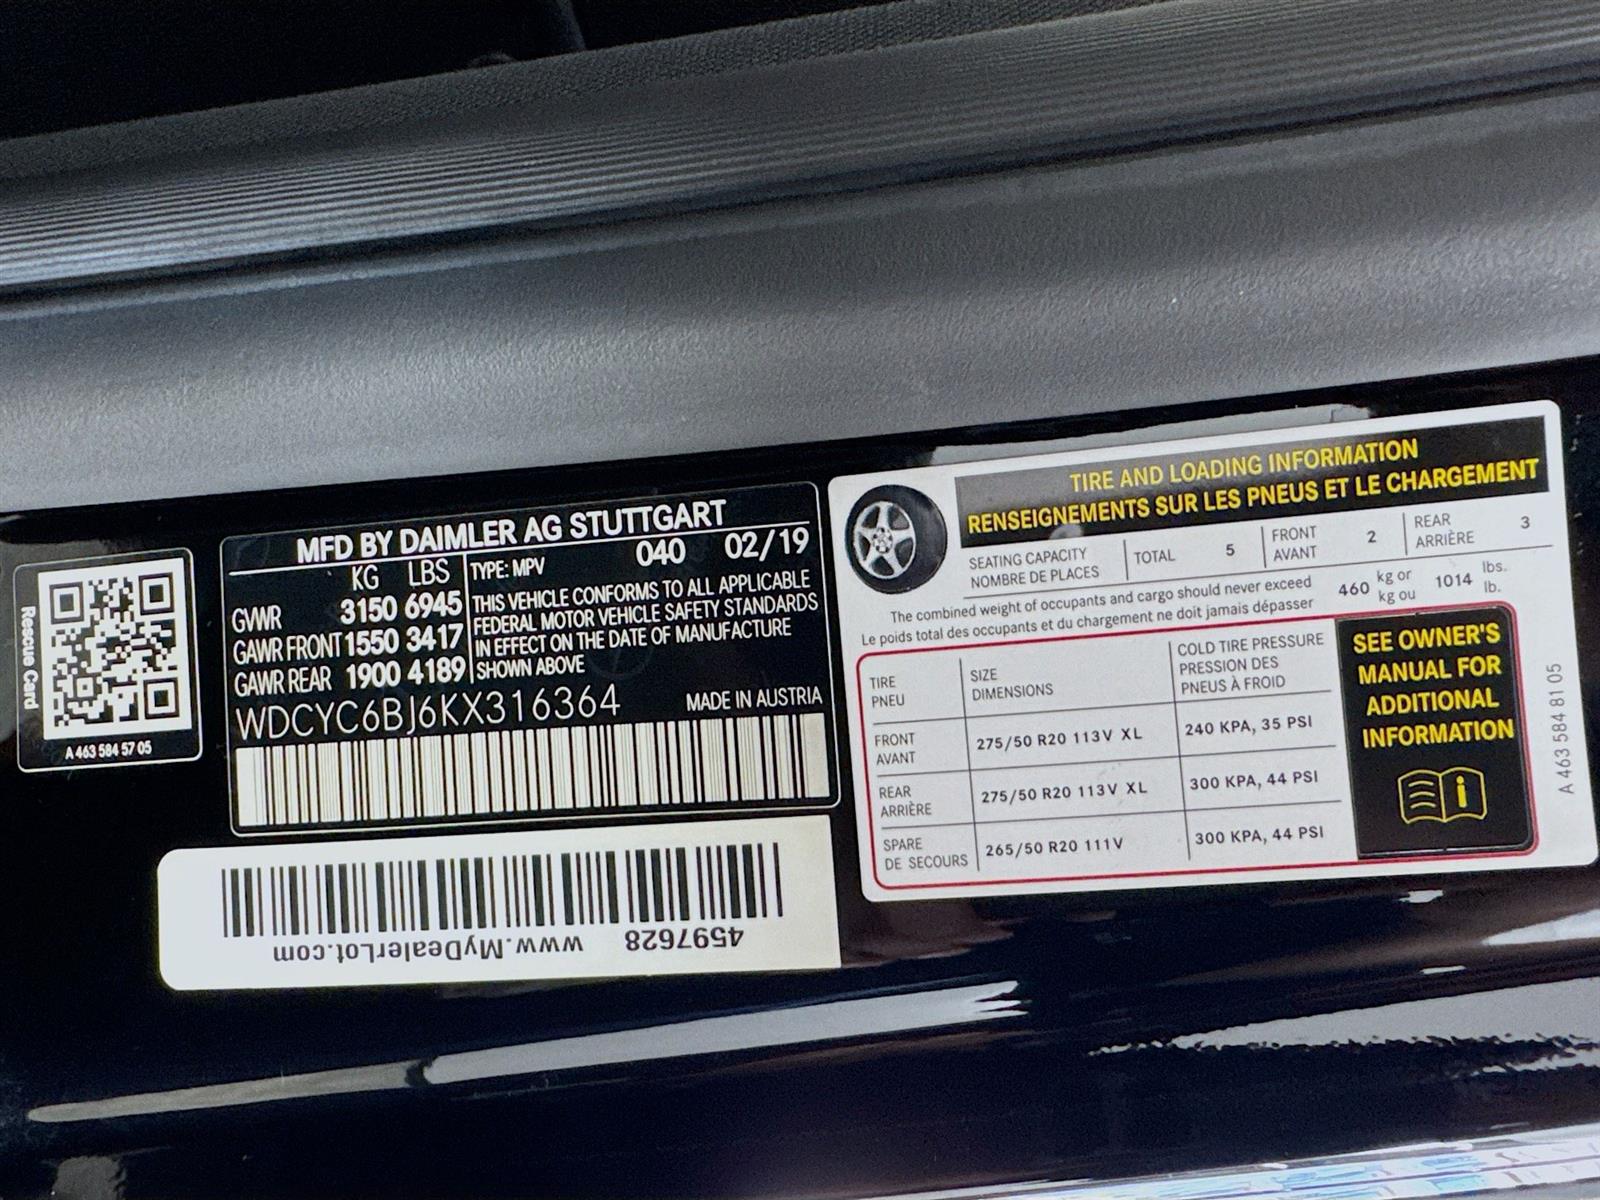 Rescue Card
A 463 584 57 05
MFD BY DAIMLER AG STUTTGART
KG LBS TYPE: MPV 040 02/19
GVWR 3150 6945
GAWR FRONT 1550 3417
GAWR REAR 1900 4189
THIS VEHICLE CONFORMS TO ALL APPLICABLE
FEDERAL MOTOR VEHICLE SAFETY STANDARDS
IN EFFECT ON THE DATE OF MANUFACTURE
SHOWN ABOVE
WDCYC6BJ6KX316364 MADE IN AUSTRIA
4597628 www.MyDealerLot.com
TIRE AND LOADING INFORMATION
RENSEIGNEMENTS SUR LES PNEUS ET LE CHARGEMENT
SEATING CAPACITY
NOMBRE DE PLACES
TOTAL 5
FRONT
AVANT
2
REAR
ARRIÈRE
3
The combined weight of occupants and cargo should never exceed
Le poids total des occupants et du chargement ne doit jamais dépasser
460 kg or
kg ou
1014 lbs.
lb.
TIRE
PNEU
SIZE
DIMENSIONS
COLD TIRE PRESSURE
PRESSION DES
PNEUS À FROID
FRONT
AVANT
275/50 R20 113V XL
240 KPA, 35 PSI
REAR
ARRIÈRE
275/50 R20 113V XL
300 KPA, 44 PSI
SPARE
DE SECOURS
265/50 R20 111V
300 KPA, 44 PSI
SEE OWNER'S
MANUAL FOR
ADDITIONAL
INFORMATION
A 463 584 81 05